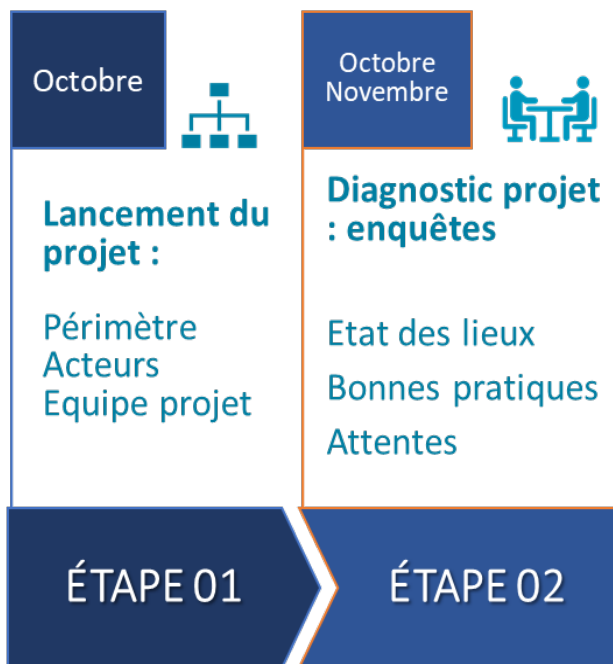 Octobre
Lancement du
projet :
Périmètre
Acteurs
Equipe projet
ÉTAPE 01
Octobre
Novembre
Diagnostic projet
: enquêtes
Etat des lieux
Bonnes pratiques
Attentes
ÉTAPE 02